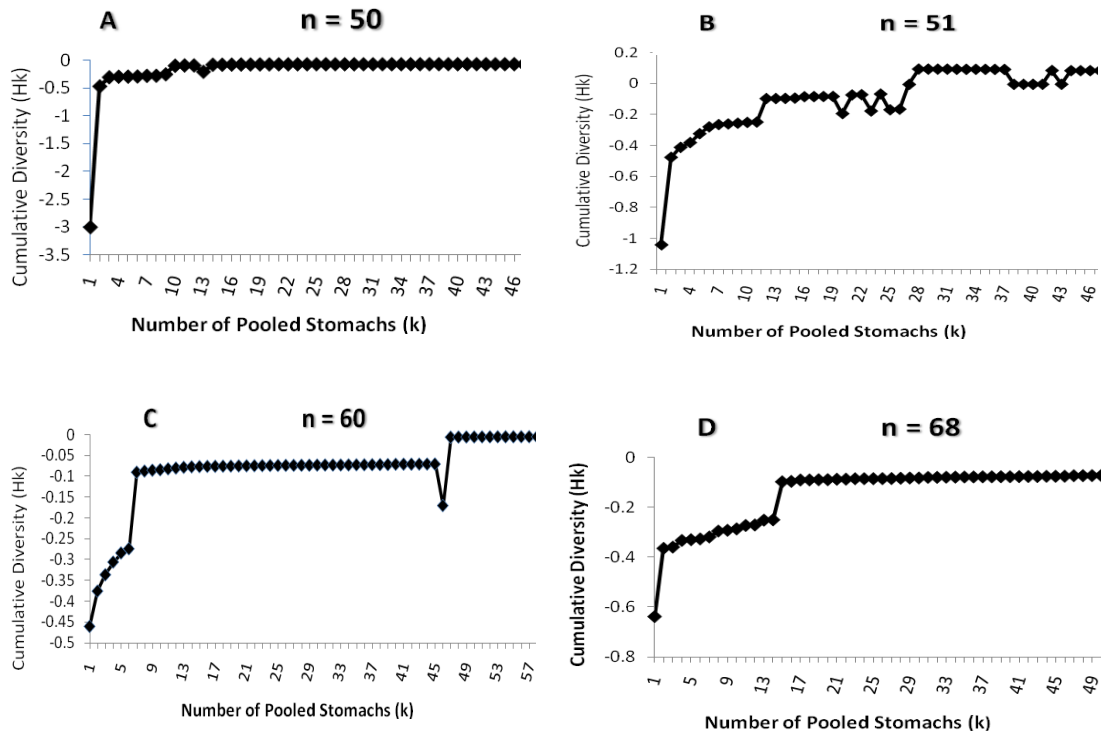 A n = 50
Cumulative Diversity (Hk)
0
-0.5
-1
-1.5
-2
-2.5
-3
-3.5
1 4 7 10 13 16 19 22 25 28 31 34 37 40 43 46
Number of Pooled Stomachs (k)
B n = 51
Cumulative Diversity (Hk)
0.2
0
-0.2
-0.4
-0.6
-0.8
-1
-1.2
1 4 7 10 13 16 19 22 25 28 31 34 37 40 43 46
Number of Pooled Stomachs (k)
C n = 60
Cumulative Diversity (Hk)
0
-0.05
-0.1
-0.15
-0.2
-0.25
-0.3
-0.35
-0.4
-0.45
-0.5
1 5 9 13 17 21 25 29 33 37 41 45 49 53 57
Number of Pooled Stomachs (k)
D n = 68
Cumulative Diversity (Hk)
0
-0.2
-0.4
-0.6
-0.8
1 5 9 13 17 21 25 29 33 37 41 45 49
Number of Pooled Stomachs (k)